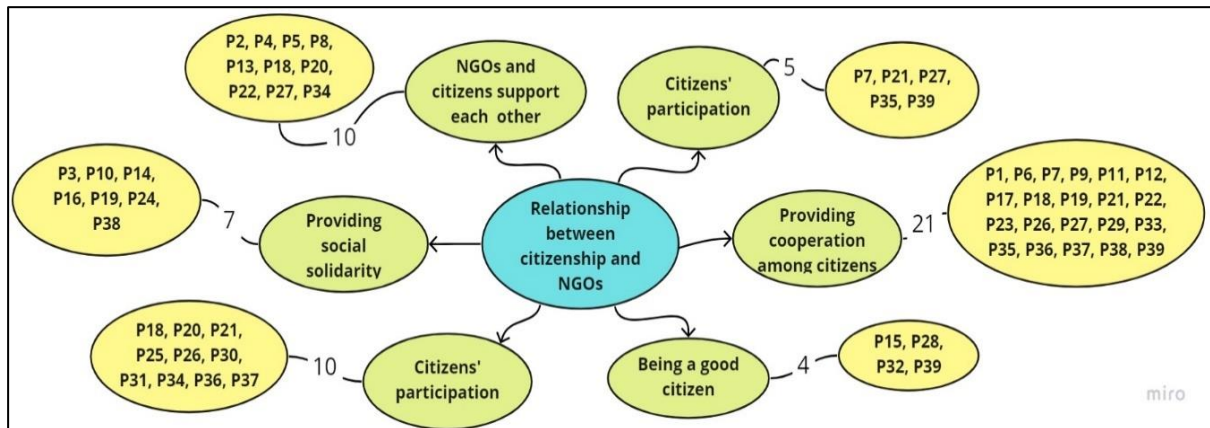 P2, P4, P5, P8,
P13, P18, P20,
P22, P27, P34
10
NGOs and
citizens support
each other
Citizens'
participation
5
P7, P21, P27,
P35, P39
P3, P10, P14,
P16, P19, P24,
P38
7
Providing
social
solidarity
Relationship
between
citizenship and
NGOs
Providing
cooperation
among citizens
21
P1, P6, P7, P9, P11, P12,
P17, P18, P19, P21, P22,
P23, P26, P27, P29, P33,
P35, P36, P37, P38, P39
P18, P20, P21,
P25, P26, P30,
P31, P34, P36, P37
10
Citizens'
participation
Being a good
citizen
4
P15, P28,
P32, P39
miro